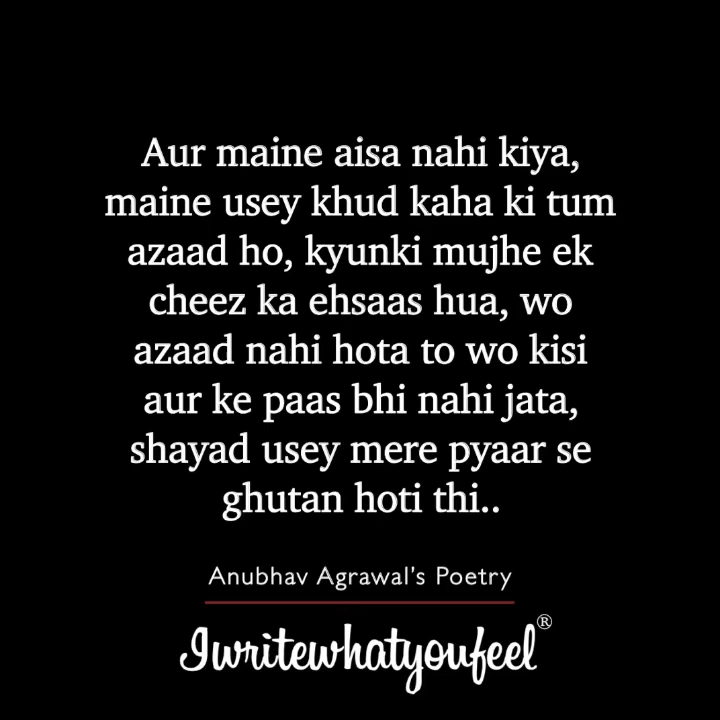 Aur maine aisa nahi kiya,
maine usey khud kaha ki tum
azaad ho, kyunki mujhe ek
cheez ka ehsaas hua, wo
azaad nahi hota to wo kisi
aur ke paas bhi nahi jata,
shayad usey mere pyaar se
ghutan hoti thi..
Anubhav Agrawal's Poetry
Iwritewhatyoufeel®